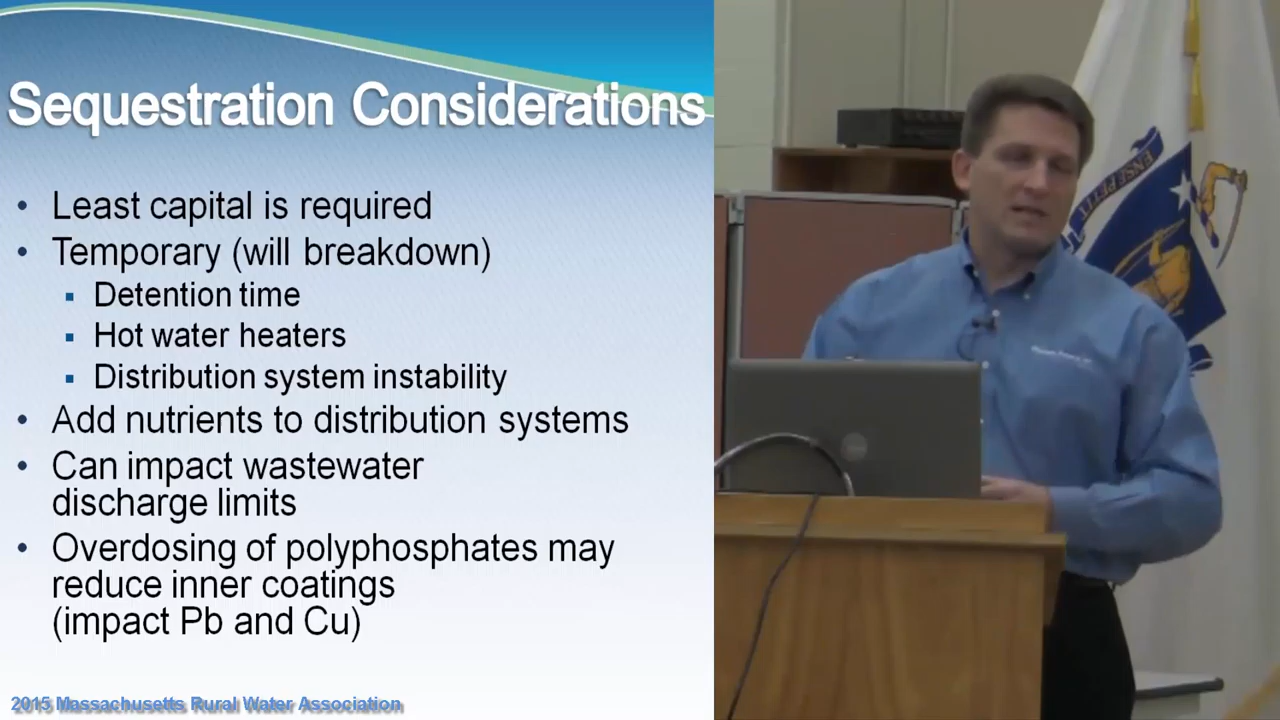 Sequestration Considerations
• Least capital is required
• Temporary (will breakdown)
▪ Detention time
▪ Hot water heaters
▪ Distribution system instability
• Add nutrients to distribution systems
• Can impact wastewater
discharge limits
• Overdosing of polyphosphates may
reduce inner coatings
(impact Pb and Cu)
2015 Massachusetts Rural Water Association
ENSE PETIT